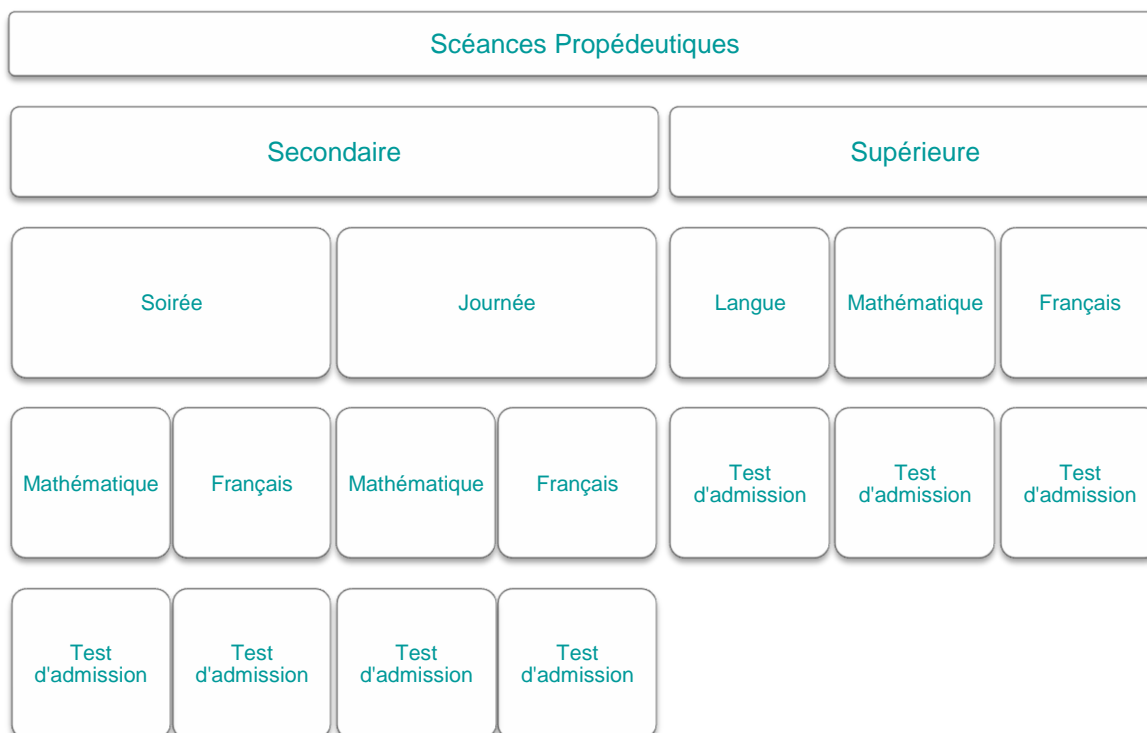 Scéances Propédeutiques
Secondaire
Supérieure
Soirée
Journée
Langue
Mathématique
Français
Mathématique
Français
Mathématique
Français
Test
d'admission
Test
d'admission
Test
d'admission
Test
d'admission
Test
d'admission
Test
d'admission
Test
d'admission